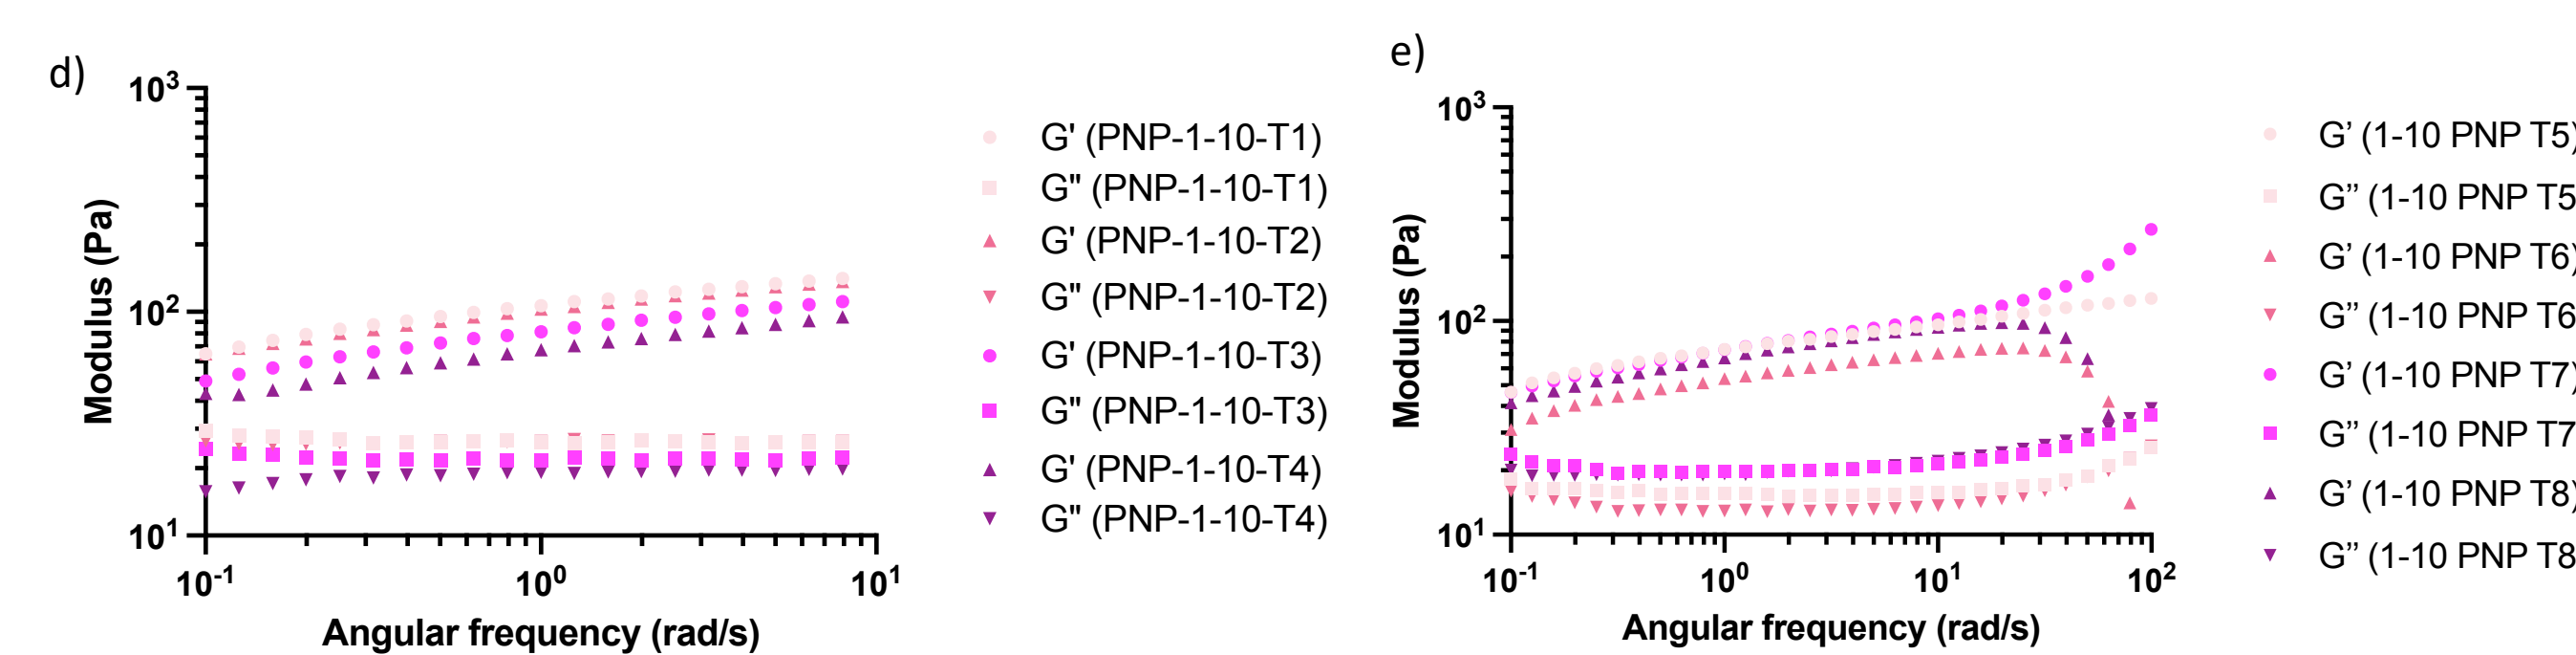 d)
10³
10²
10¹
Modulus (Pa)
10⁻¹
10⁰
10¹
Angular frequency (rad/s)
G' (PNP-1-10-T1)
G" (PNP-1-10-T1)
G' (PNP-1-10-T2)
G" (PNP-1-10-T2)
G' (PNP-1-10-T3)
G" (PNP-1-10-T3)
G' (PNP-1-10-T4)
G" (PNP-1-10-T4)
e)
10³
10²
10¹
Modulus (Pa)
10⁻¹
10⁰
10¹
10²
Angular frequency (rad/s)
G’ (1-10 PNP T5)
G’’ (1-10 PNP T5
G’ (1-10 PNP T6)
G’’ (1-10 PNP T6
G’ (1-10 PNP T7)
G’’ (1-10 PNP T7
G’ (1-10 PNP T8)
G’’ (1-10 PNP T8